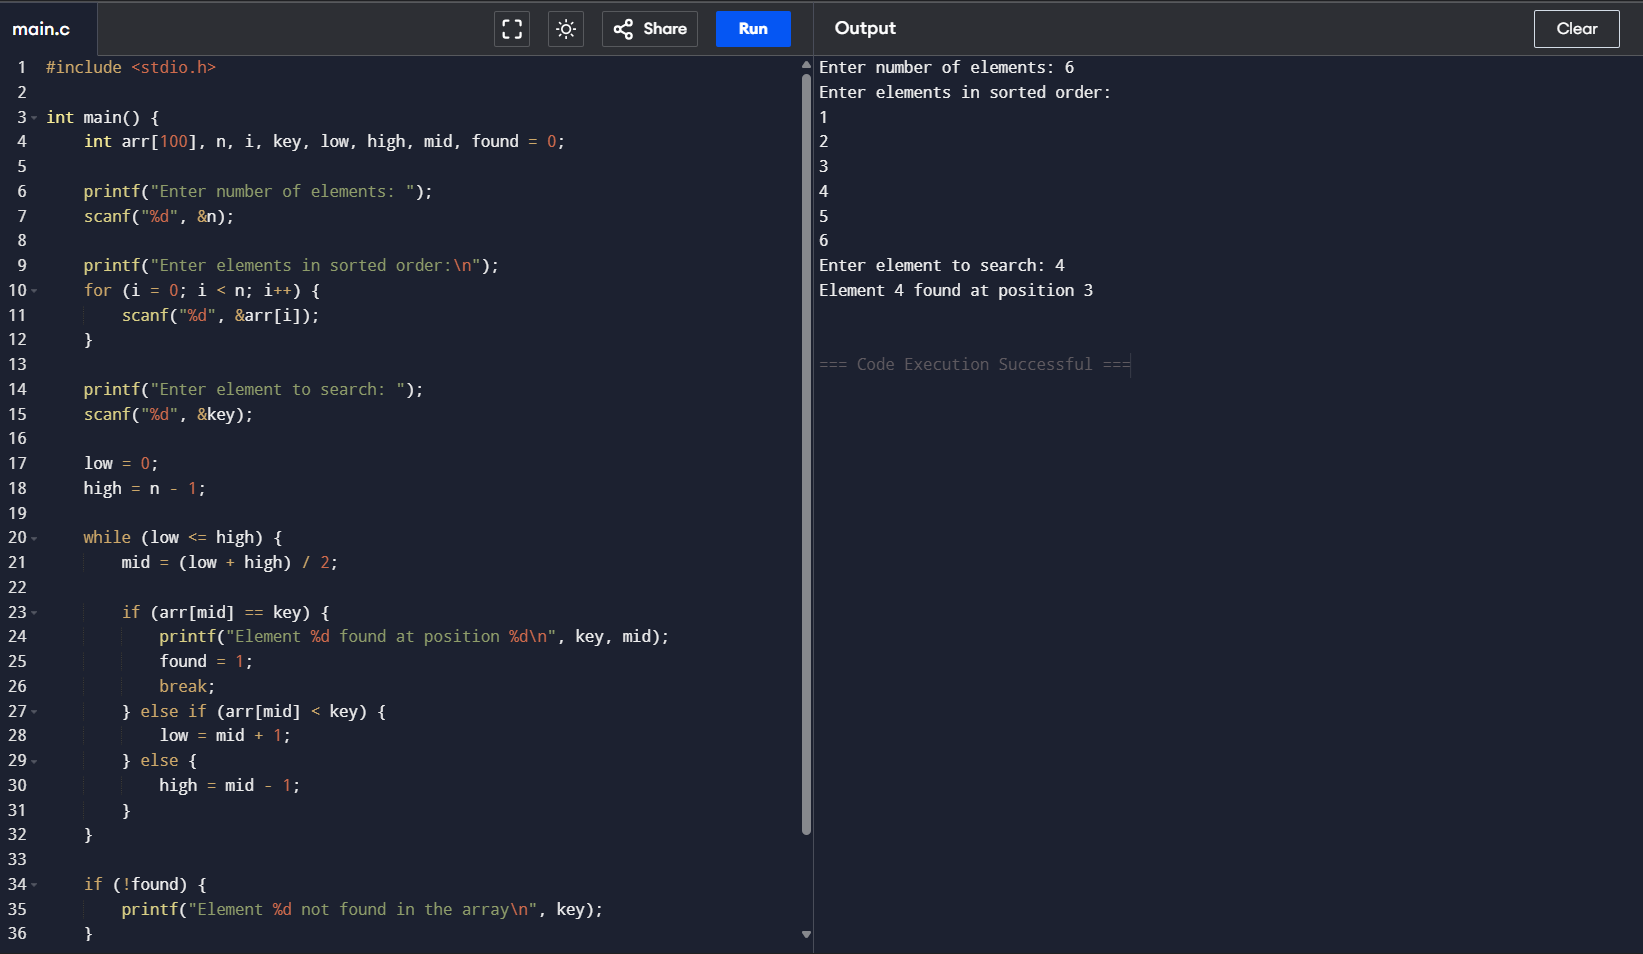 main.c
Share
Run
Output
Clear
1 #include <stdio.h>
2
3 int main() {
4     int arr[100], n, i, key, low, high, mid, found = 0;
5
6     printf("Enter number of elements: ");
7     scanf("%d", &n);
8
9     printf("Enter elements in sorted order:\n");
10     for (i = 0; i < n; i++) {
11         scanf("%d", &arr[i]);
12     }
13
14     printf("Enter element to search: ");
15     scanf("%d", &key);
16
17     low = 0;
18     high = n - 1;
19
20     while (low <= high) {
21         mid = (low + high) / 2;
22
23         if (arr[mid] == key) {
24             printf("Element %d found at position %d\n", key, mid);
25             found = 1;
26             break;
27         } else if (arr[mid] < key) {
28             low = mid + 1;
29         } else {
30             high = mid - 1;
31         }
32     }
33
34     if (!found) {
35         printf("Element %d not found in the array\n", key);
36     }
Enter number of elements: 6
Enter elements in sorted order:
1
2
3
4
5
6
Enter element to search: 4
Element 4 found at position 3
=== Code Execution Successful ===